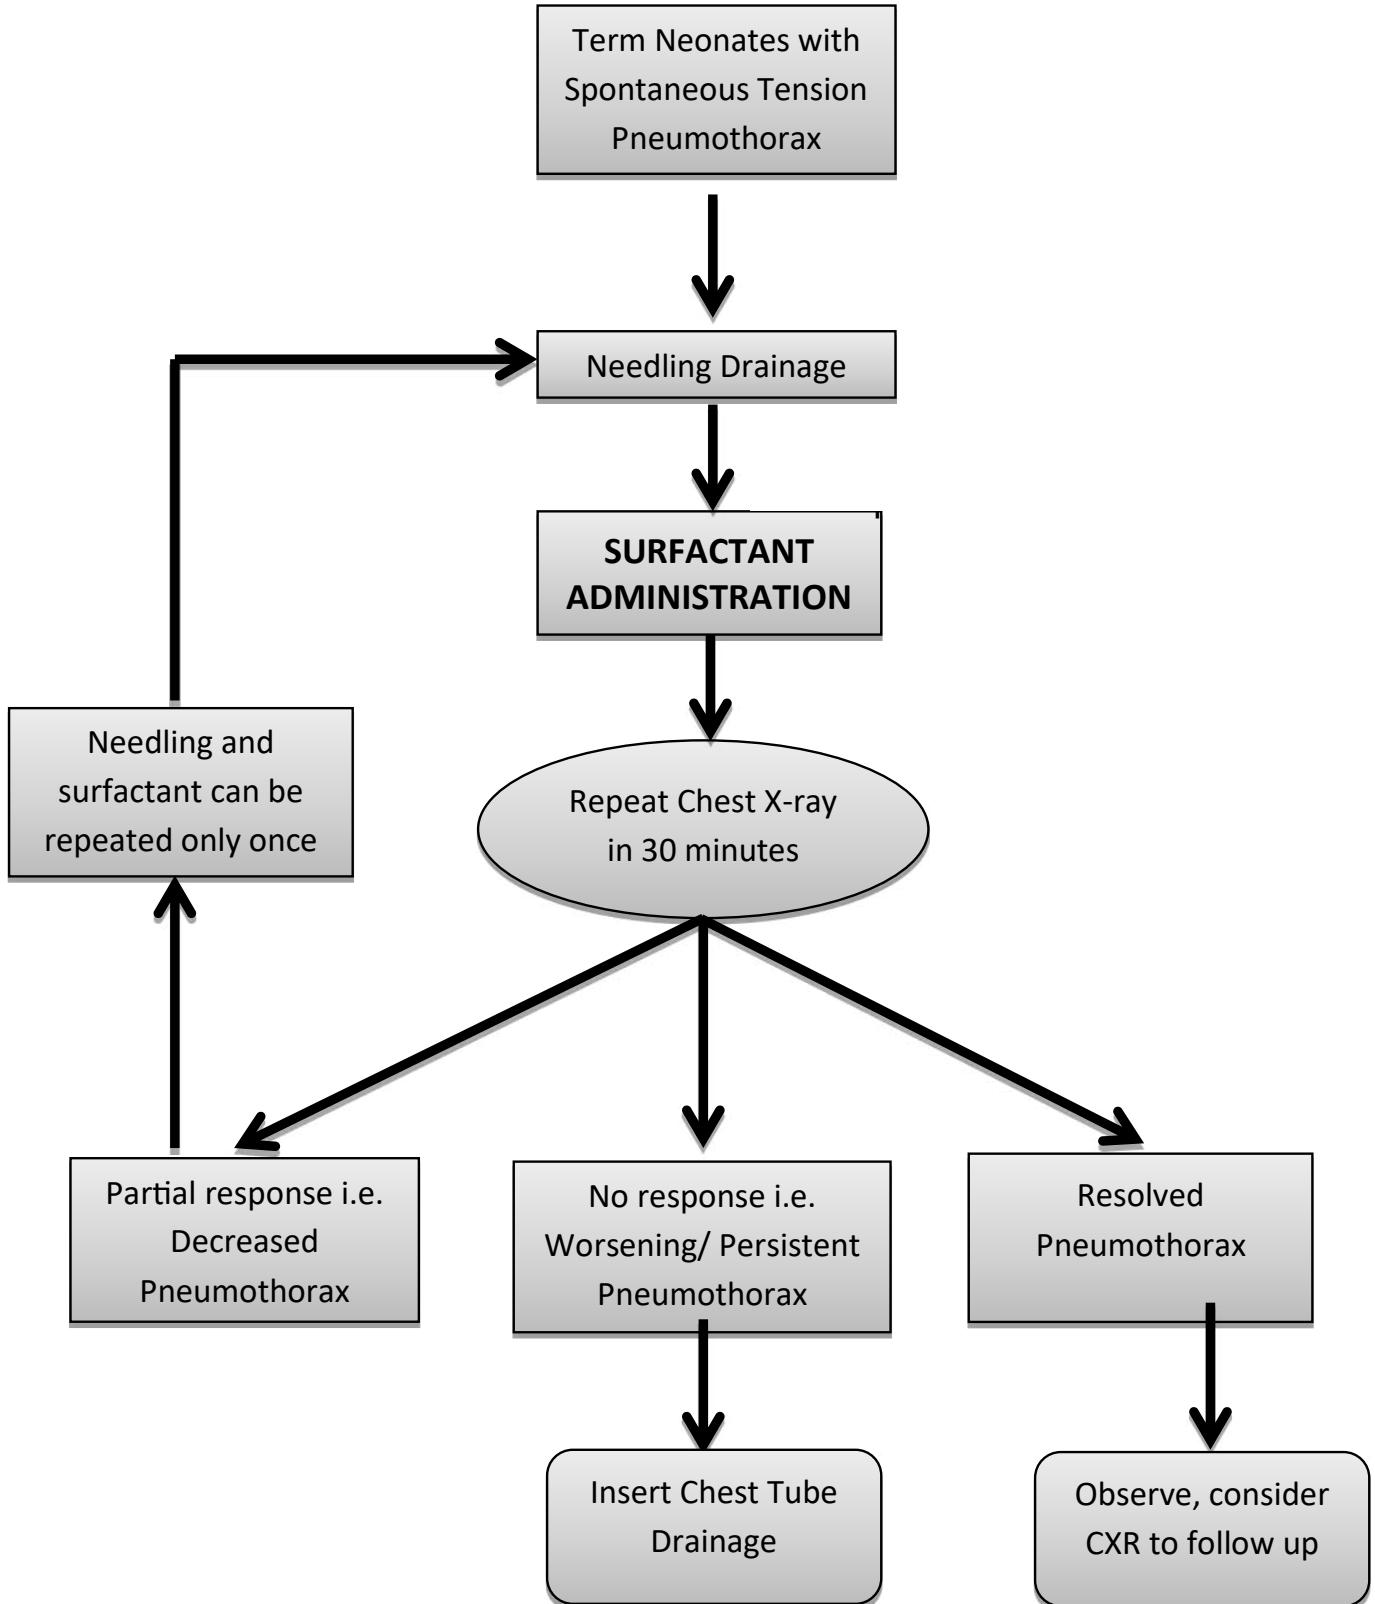 Term Neonates with
Spontaneous Tension
Pneumothorax
Needling Drainage
SURFACTANT
ADMINISTRATION
Needling and
surfactant can be
repeated only once
Repeat Chest X-ray
in 30 minutes
Partial response i.e.
Decreased
Pneumothorax
No response i.e.
Worsening/ Persistent
Pneumothorax
Resolved
Pneumothorax
Insert Chest Tube
Drainage
Observe, consider
CXR to follow up